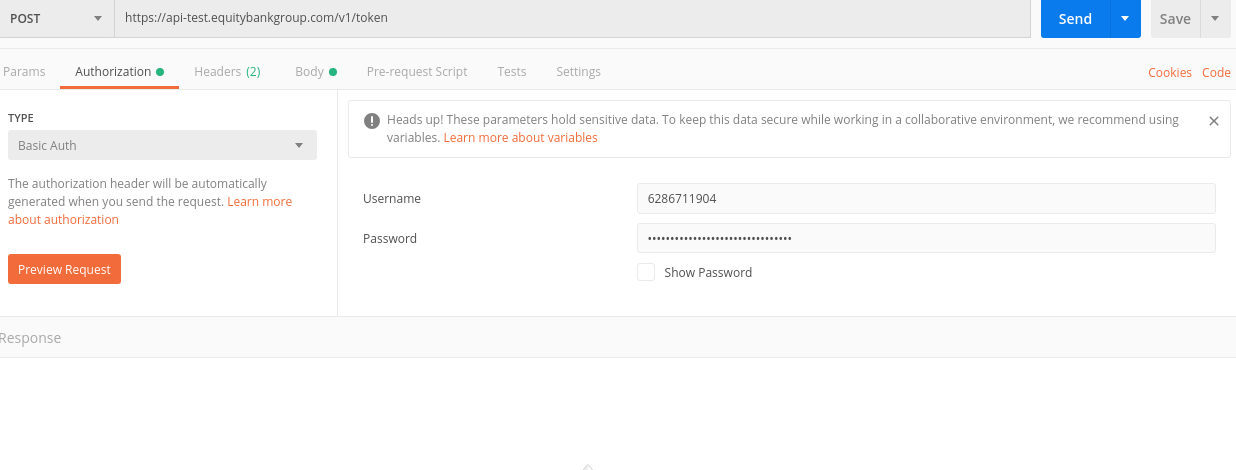 POST
https://api-test.equitybankgroup.com/v1/token
Send
Save
Params
Authorization
Headers (2)
Body
Pre-request Script
Tests
Settings
Cookies
Code
TYPE
Basic Auth
The authorization header will be automatically
generated when you send the request. Learn more
about authorization
Preview Request
Heads up! These parameters hold sensitive data. To keep this data secure while working in a collaborative environment, we recommend using
variables. Learn more about variables
Username
6286711904
Password
••••••••••••••••••••••••••••••••
Show Password
Response